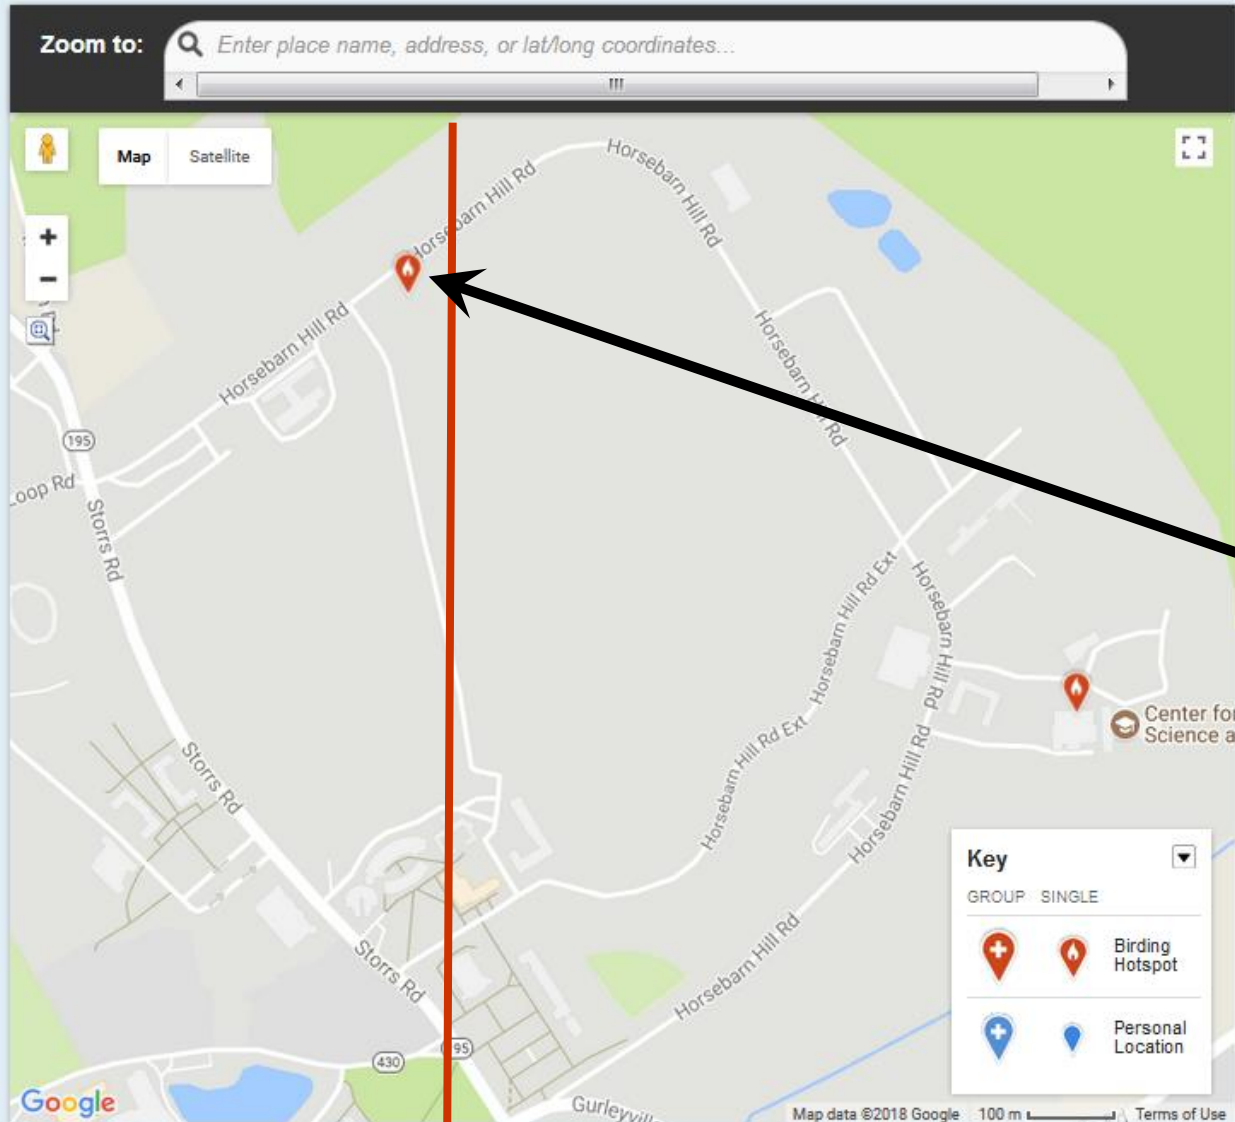 Zoom to:
Enter place name, address, or lat/long coordinates...
Map
Satellite
Horsebarn Hill Rd
Horsebarn Hill Rd
Horsebarn Hill Rd
Horsebarn Hill Rd
195
Loop Rd
Storrs Rd
Horsebarn Hill Rd Ext
Horsebarn Hill Rd
Center for
Science a
Storrs Rd
Horsebarn Hill Rd Ext
Horsebarn Hill Rd
Key
GROUP SINGLE
Birding
Hotspot
Personal
Location
Storrs Rd
Horsebarn Hill Rd
430
95
Google
Gurleyvill
Map data ©2018 Google
100 m
Terms of Use